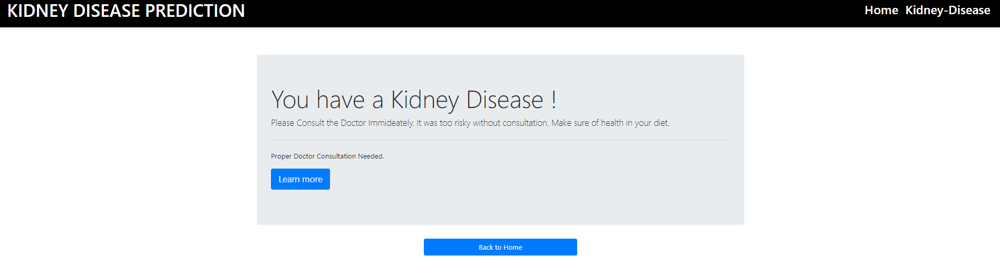 KIDNEY DISEASE PREDICTION
Home Kidney-Disease
You have a Kidney Disease !
Please Consult the Doctor Immideately. It was too risky without consultation. Make sure of health in your diet.
Proper Doctor Consultation Needed.
Learn more
Back to Home